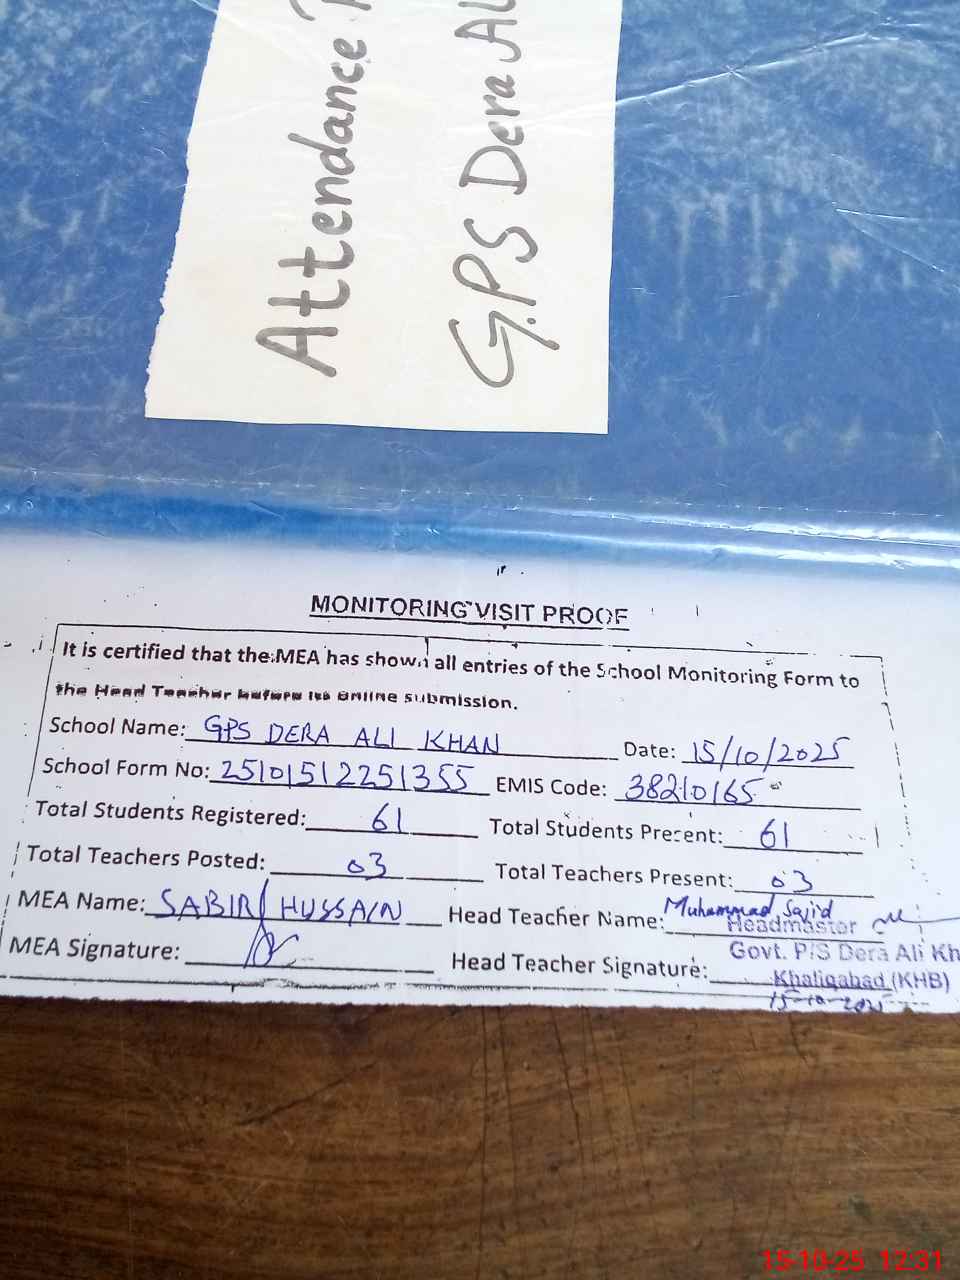 Attendance
G.P.S Dera Al
MONITORING VISIT PROOF
It is certified that the MEA has shown all entries of the School Monitoring Form to
the Head Teacher before its online submission.
School Name: GPS DERA ALI KHAN Date: 15/10/2025
School Form No: 25101512251355 EMIS Code: 38210165
Total Students Registered: 61 Total Students Present: 61
Total Teachers Posted: 03 Total Teachers Present: 03
MEA Name: SABIR HUSSAIN Head Teacher Name: Muhammad Sajid
Headmaster
MEA Signature: Head Teacher Signature: Govt. P/S Dera Ali Kh
Khaliqabad (KHB)
15-10-2025
15-10-25 12:31